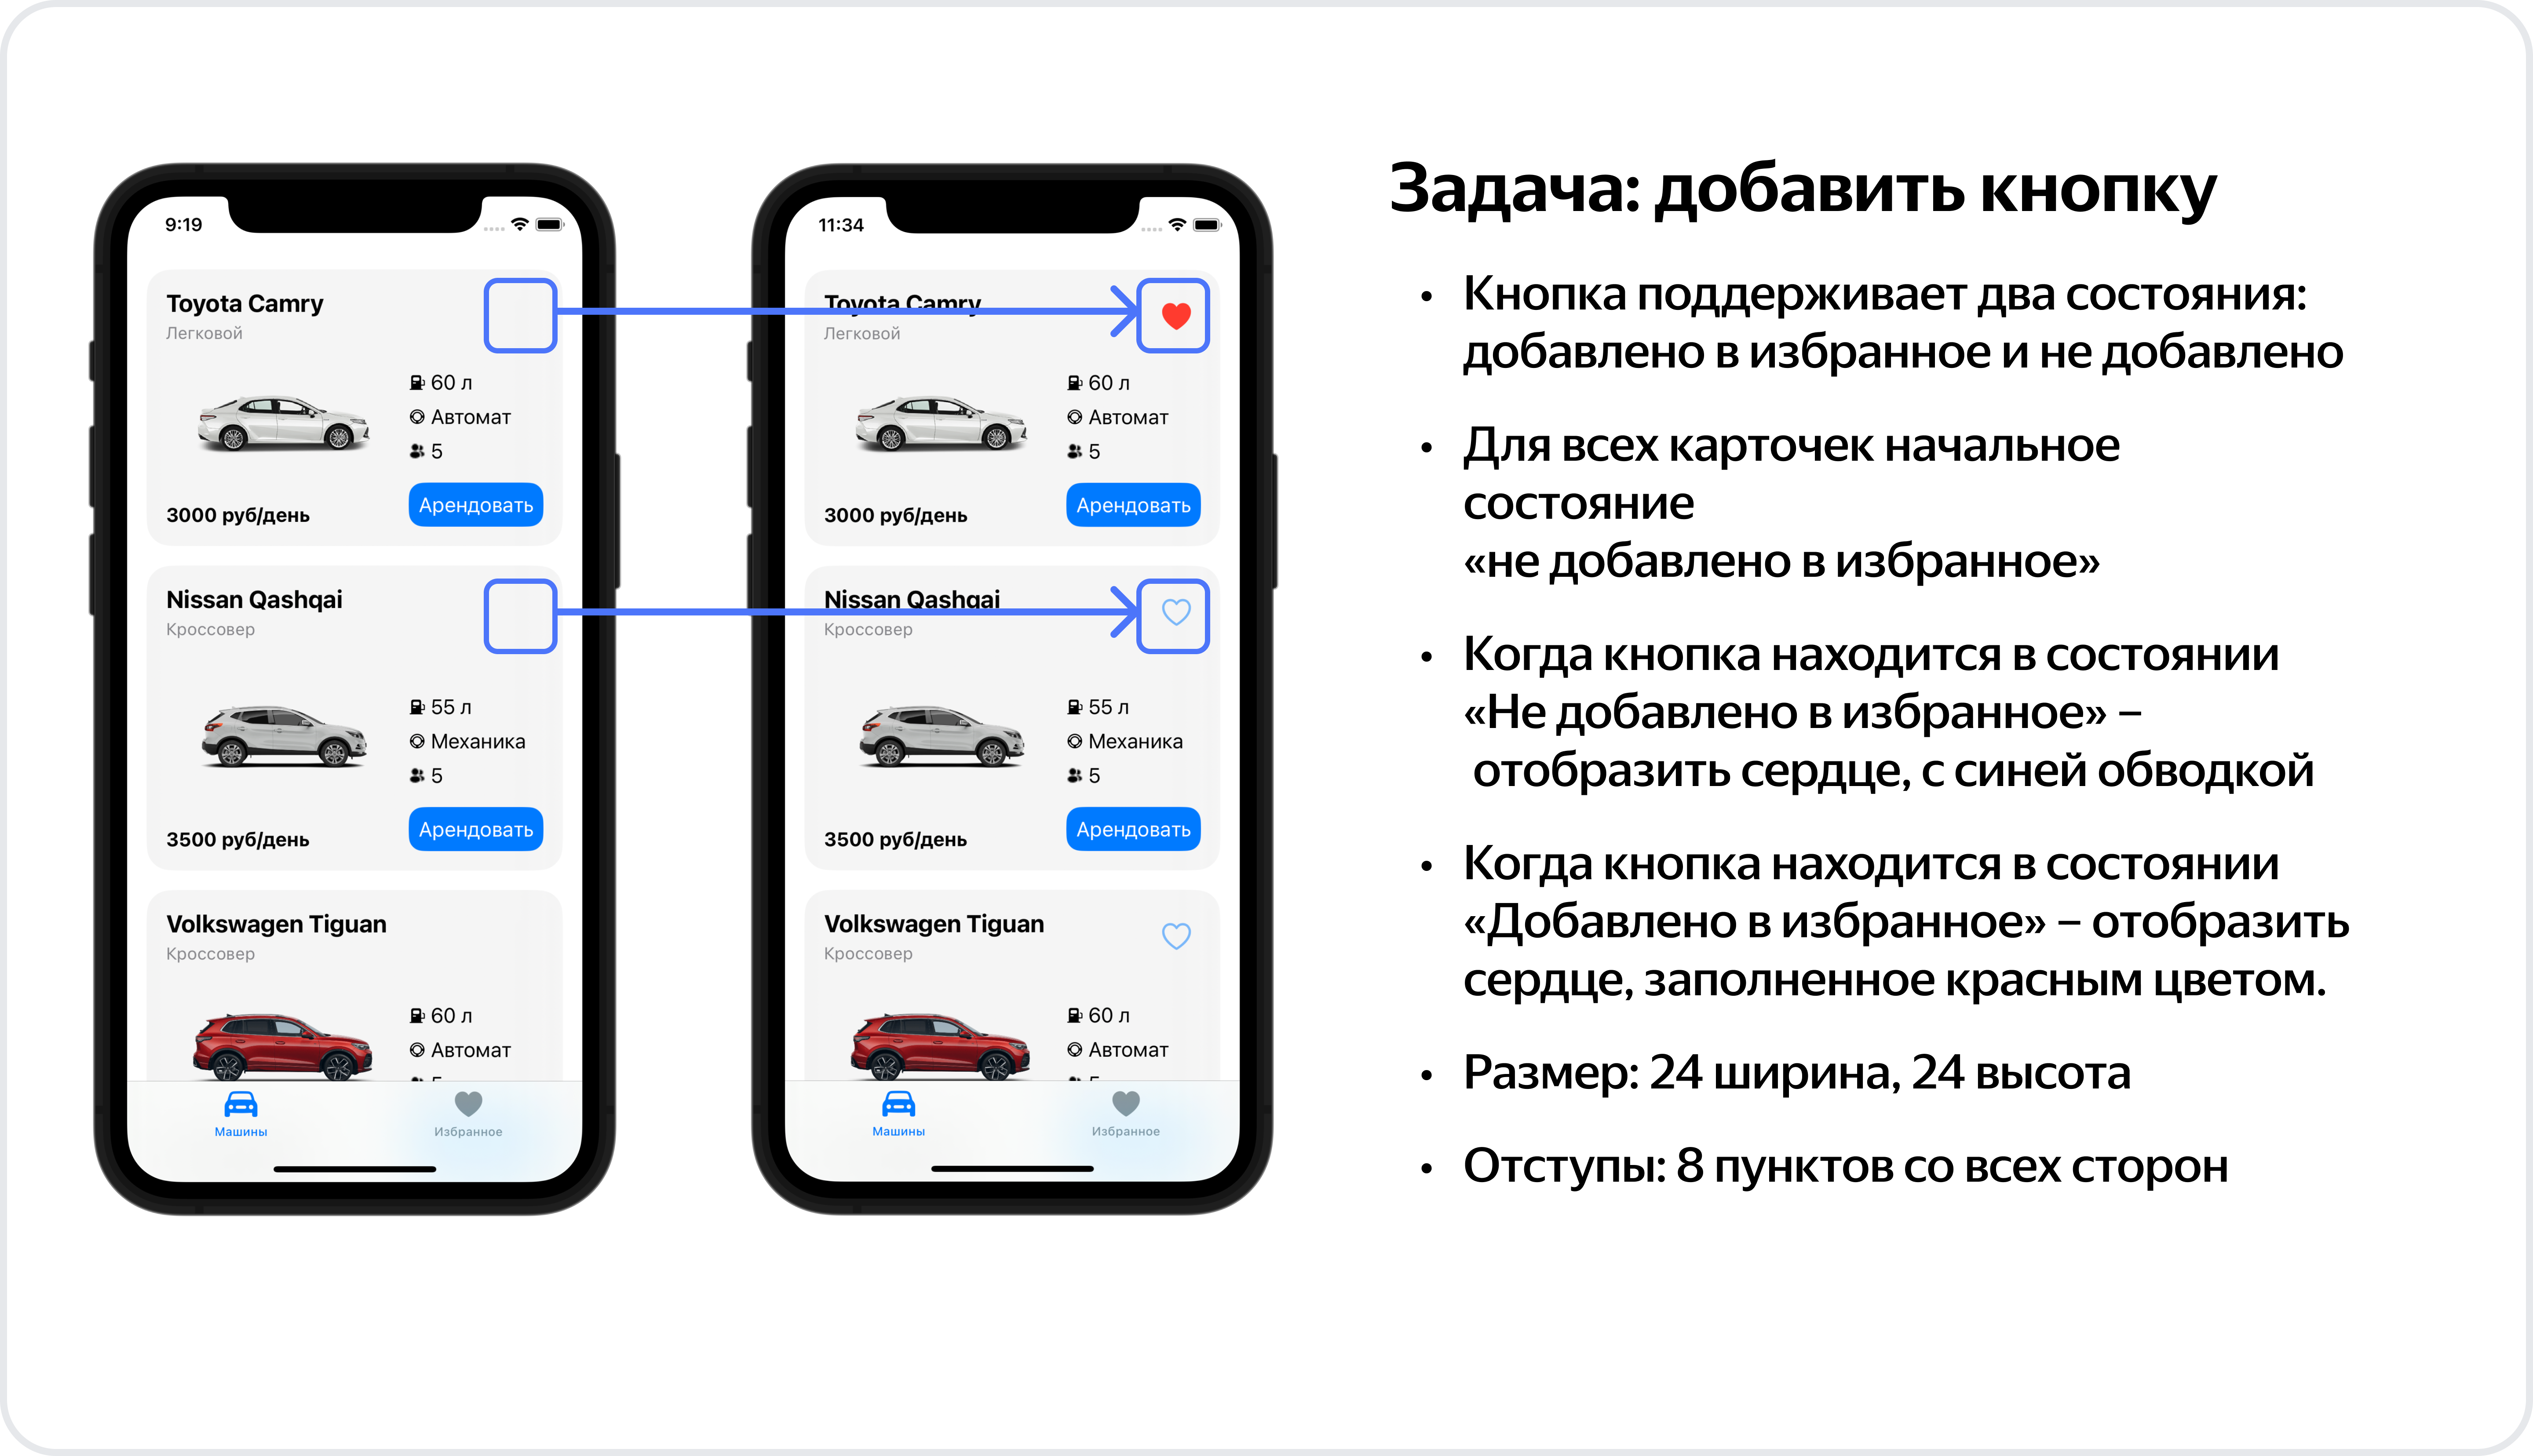 9:19
Toyota Camry
Легковой
60 л
Автомат
5
3000 руб/день
Арендовать
Nissan Qashqai
Кроссовер
55 л
Механика
5
3500 руб/день
Арендовать
Volkswagen Tiguan
Кроссовер
60 л
Автомат
Машины
Избранное
11:34
Toyota Camry
Легковой
60 л
Автомат
5
3000 руб/день
Арендовать
Nissan Qashqai
Кроссовер
55 л
Механика
5
3500 руб/день
Арендовать
Volkswagen Tiguan
Кроссовер
60 л
Автомат
Машины
Избранное
Задача: добавить кнопку
• Кнопка поддерживает два состояния:
добавлено в избранное и не добавлено
• Для всех карточек начальное
состояние
«не добавлено в избранное»
• Когда кнопка находится в состоянии
«Не добавлено в избранное» –
отобразить сердце, с синей обводкой
• Когда кнопка находится в состоянии
«Добавлено в избранное» – отобразить
сердце, заполненное красным цветом.
• Размер: 24 ширина, 24 высота
• Отступы: 8 пунктов со всех сторон